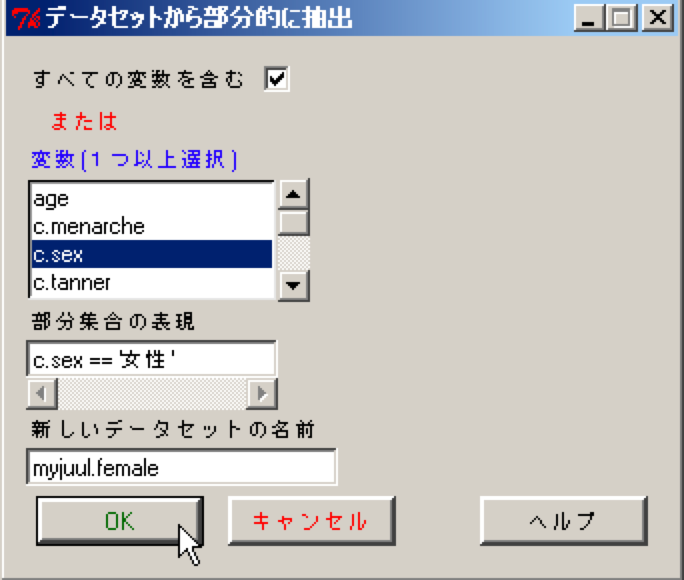 データセットから部分的に抽出
すべての変数を含む
または
変数(1 つ以上選択)
age
c.menarche
c.sex
c.tanner
部分集合の表現
c.sex == '女性'
新しいデータセットの名前
myjuul.female
OK キャンセル ヘルプ